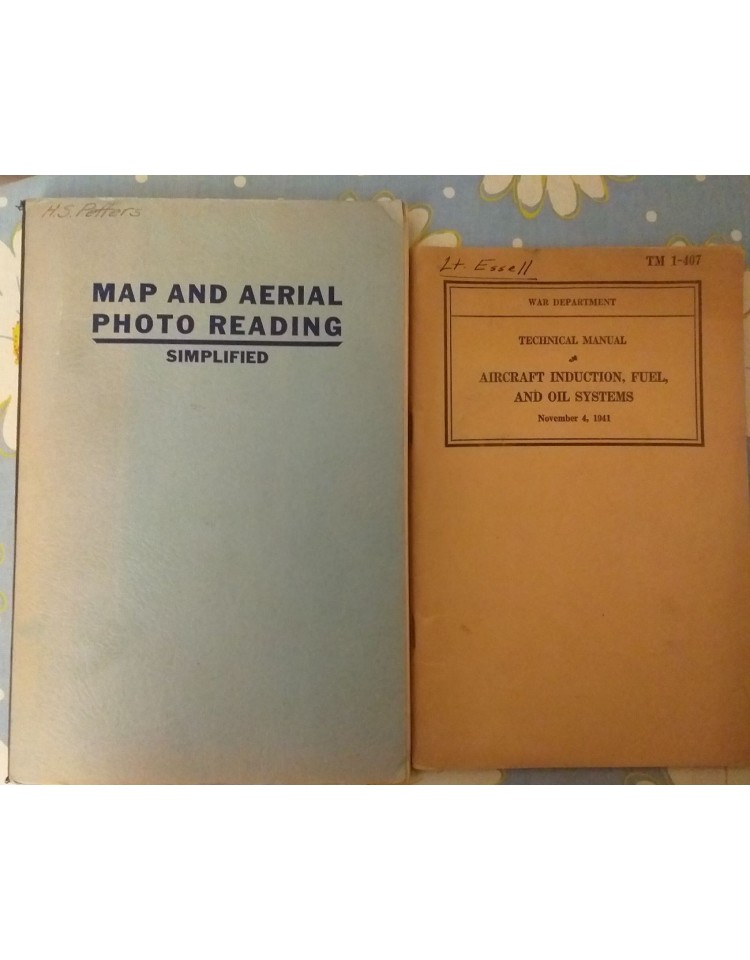 H.S. Peffers
MAP AND AERIAL
PHOTO READING
SIMPLIFIED
Lt. Essell
TM 1-407
WAR DEPARTMENT
TECHNICAL MANUAL
AIRCRAFT INDUCTION, FUEL,
AND OIL SYSTEMS
November 4, 1941